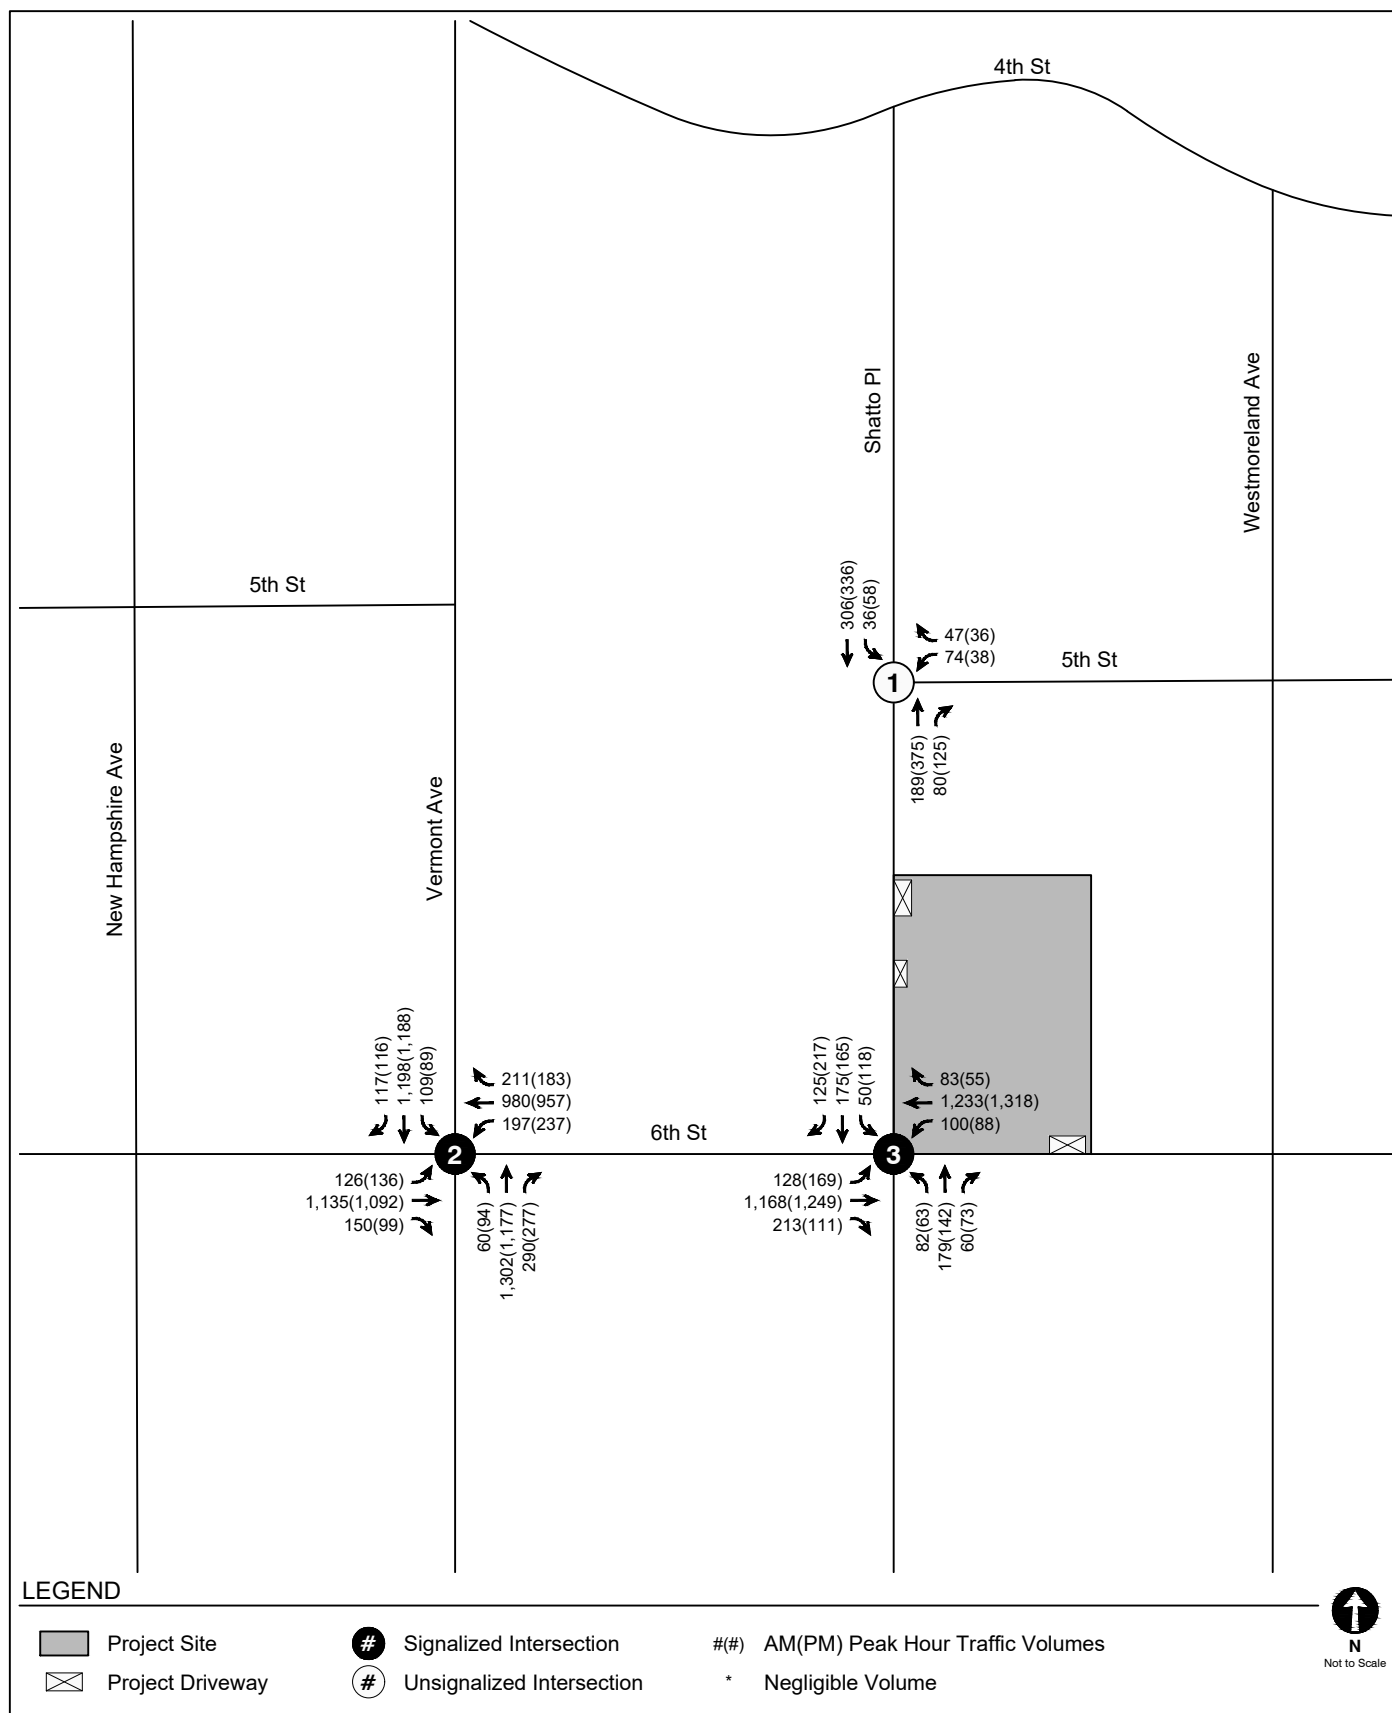 4th St
Shatto Pl
Westmoreland Ave
5th St
306(336)
36(58)
47(36)
74(38)
5th St
1
189(375)
80(125)
New Hampshire Ave
Vermont Ave
117(116)
1,198(1,188)
109(89)
211(183)
980(957)
197(237)
6th St
125(217)
175(165)
50(118)
83(55)
1,233(1,318)
100(88)
2
3
126(136)
1,135(1,092)
150(99)
60(94)
1,302(1,177)
290(277)
128(169)
1,168(1,249)
213(111)
82(63)
179(142)
60(73)
LEGEND
Project Site
# Signalized Intersection
#(#) AM(PM) Peak Hour Traffic Volumes
Project Driveway
# Unsignalized Intersection
* Negligible Volume
N
Not to Scale